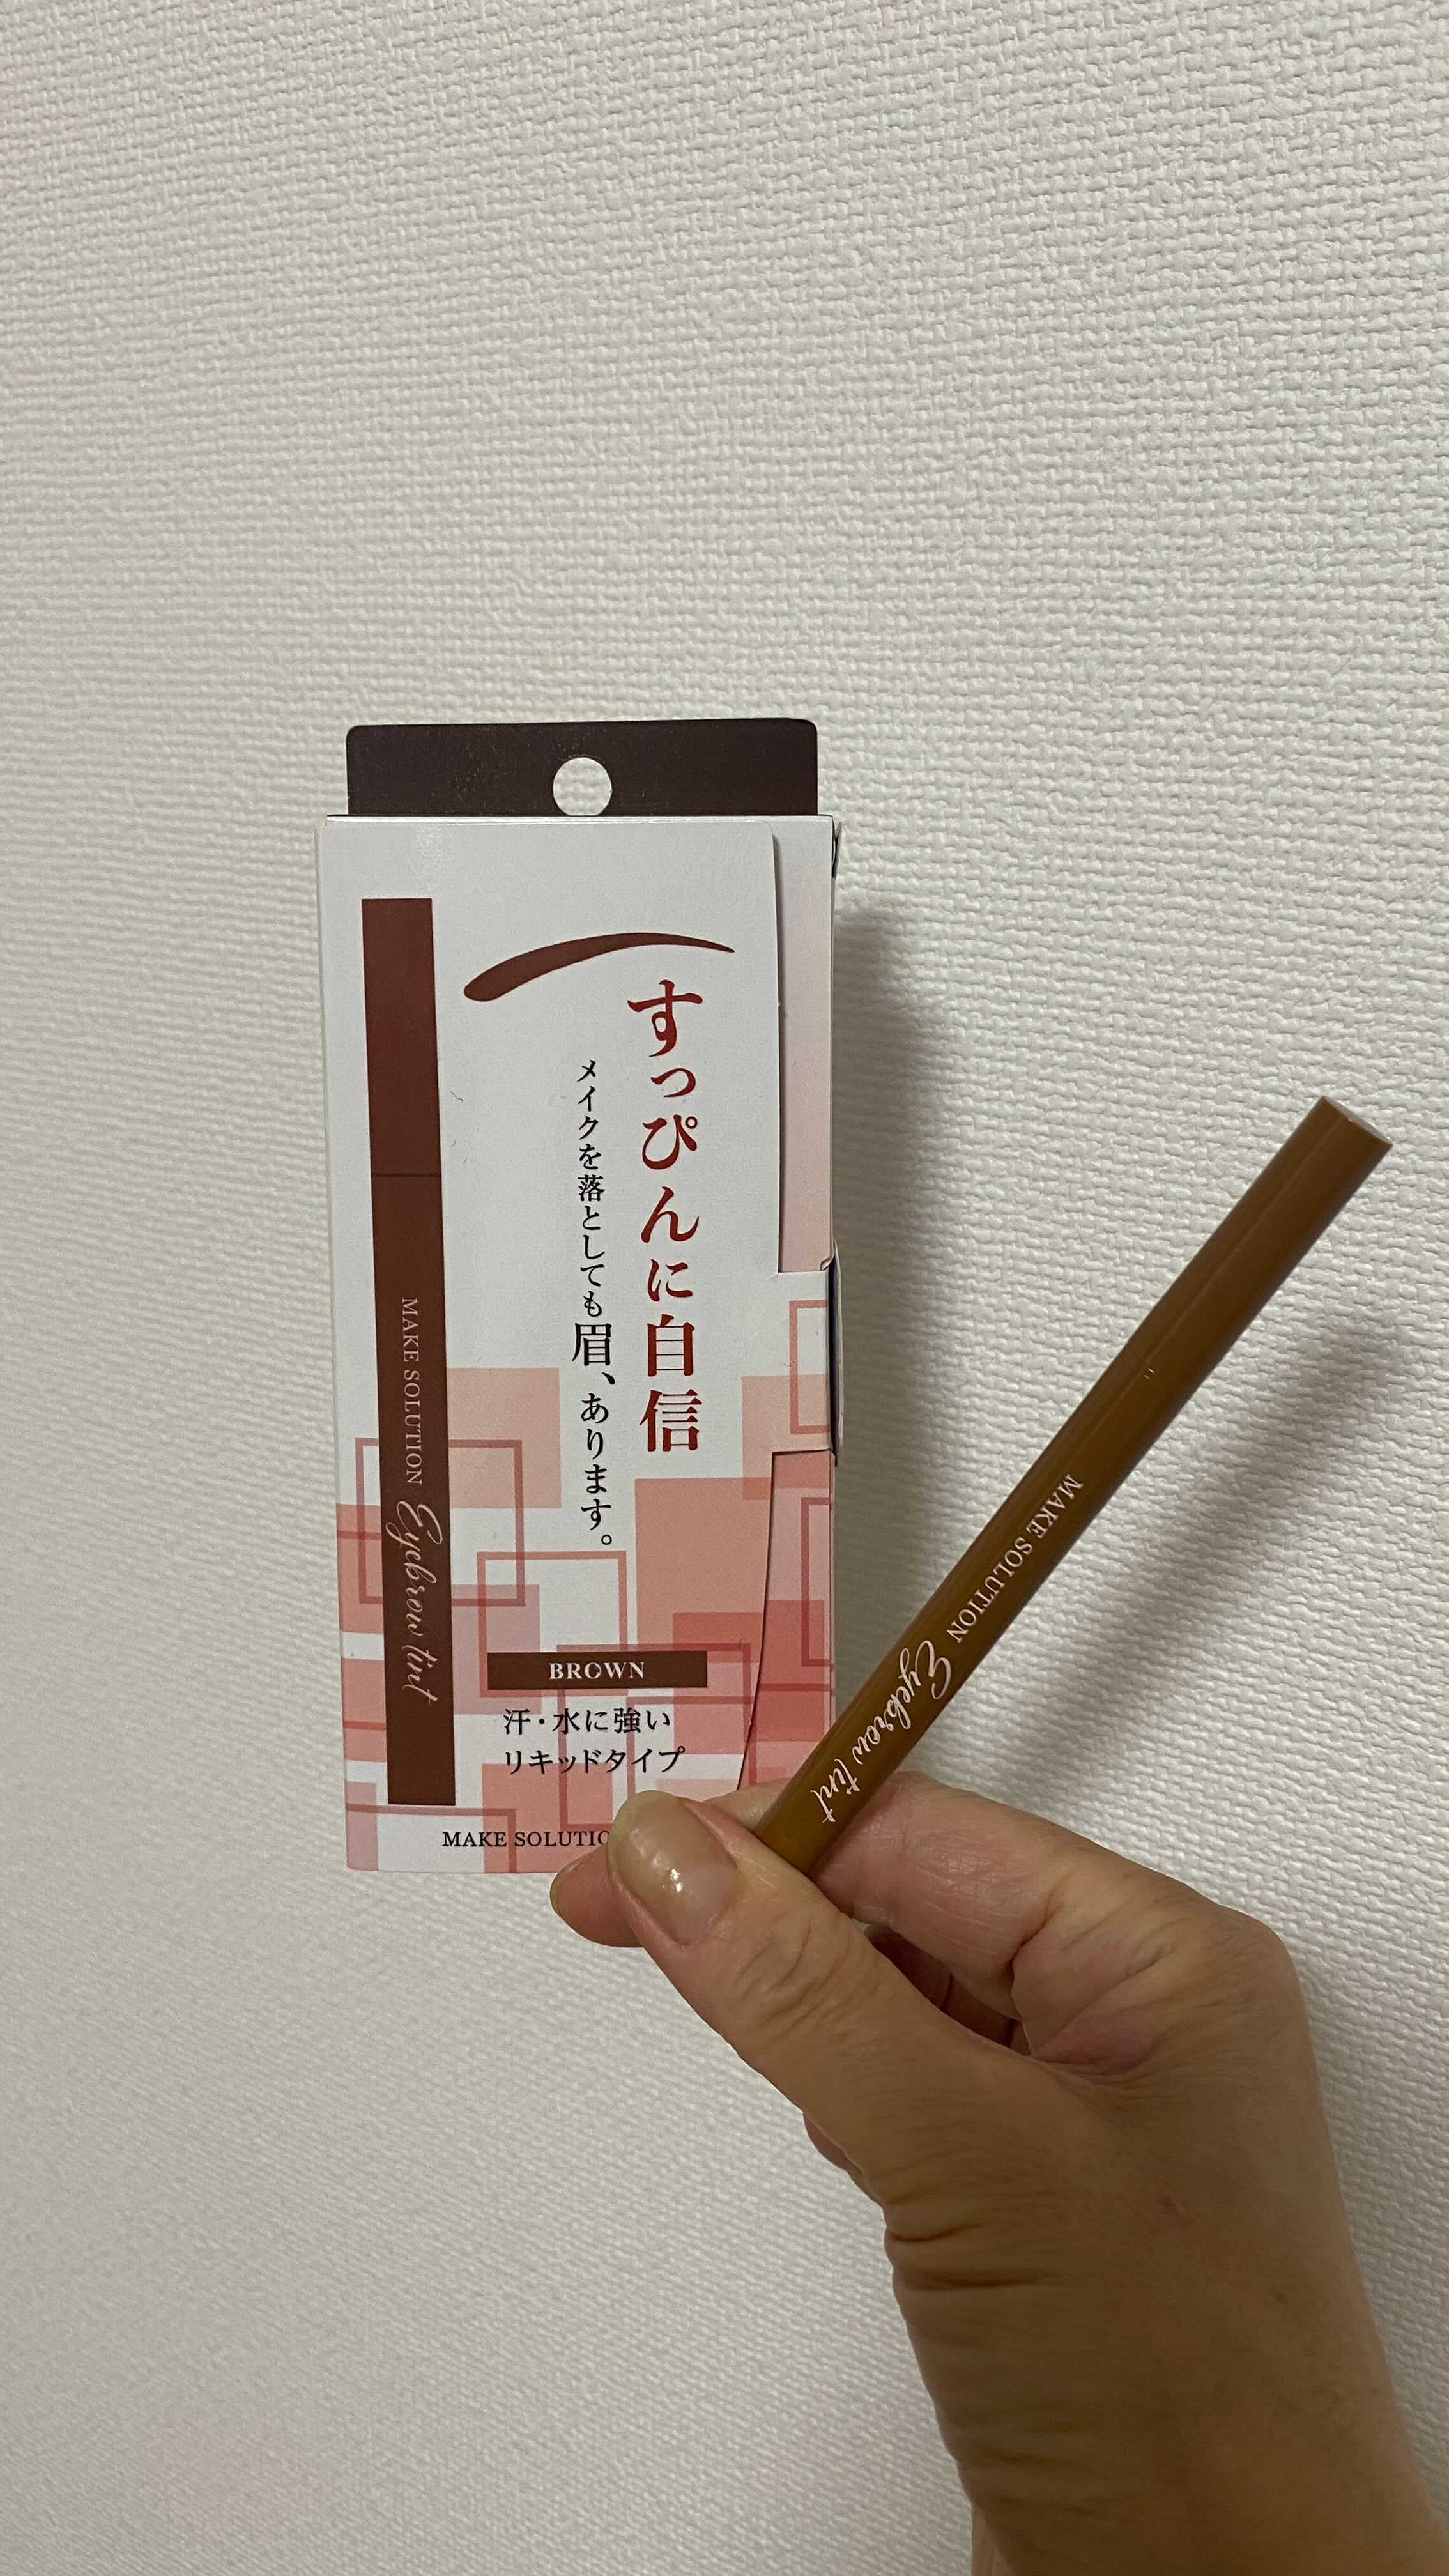 すっぴんに自信
メイクを落としても眉、あります。
MAKE SOLUTION Eyebrow tint
BROWN
汗・水に強い
リキッドタイプ
MAKE
MAKE SOLUTION Eyebrow tint